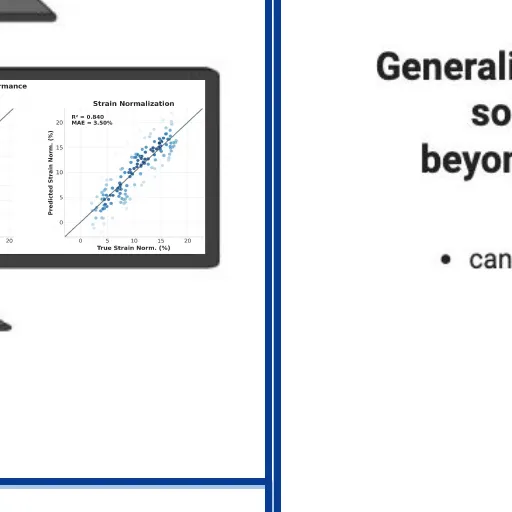 rmance
Strain Normalization
R² = 0.840
MAE = 3.50%
Predicted Strain Norm. (%)
20
15
10
5
0
20
0 5 10 15 20
True Strain Norm. (%)
Generali
so
beyon
• can